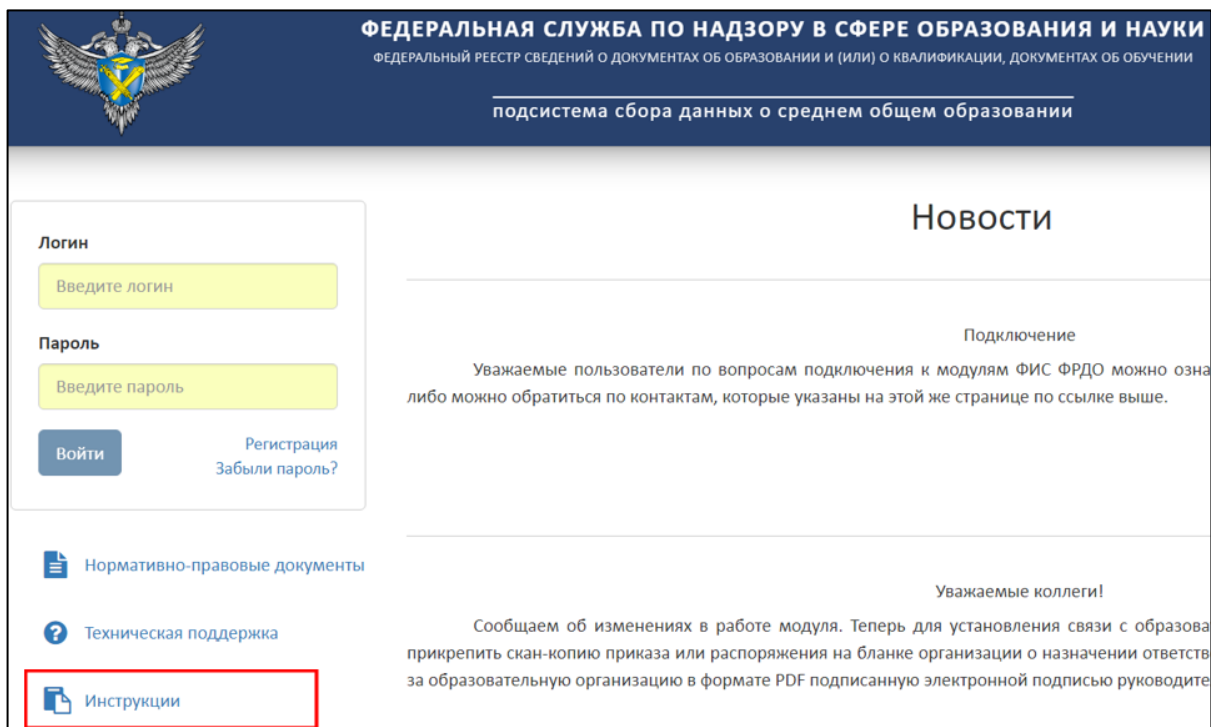 ФЕДЕРАЛЬНАЯ СЛУЖБА ПО НАДЗОРУ В СФЕРЕ ОБРАЗОВАНИЯ И НАУКИ
ФЕДЕРАЛЬНЫЙ РЕЕСТР СВЕДЕНИЙ О ДОКУМЕНТАХ ОБ ОБРАЗОВАНИИ И (ИЛИ) О КВАЛИФИКАЦИИ, ДОКУМЕНТАХ ОБ ОБУЧЕНИИ
подсистема сбора данных о среднем общем образовании
Логин
Введите логин
Пароль
Введите пароль
Войти
Регистрация
Забыли пароль?
Нормативно-правовые документы
Техническая поддержка
Инструкции
Новости
Подключение
Уважаемые пользователи по вопросам подключения к модулям ФИС ФРДО можно озна
либо можно обратиться по контактам, которые указаны на этой же странице по ссылке выше.
Уважаемые коллеги!
Сообщаем об изменениях в работе модуля. Теперь для установления связи с образова
прикрепить скан-копию приказа или распоряжения на бланке организации о назначении ответств
за образовательную организацию в формате PDF подписанную электронной подписью руководите